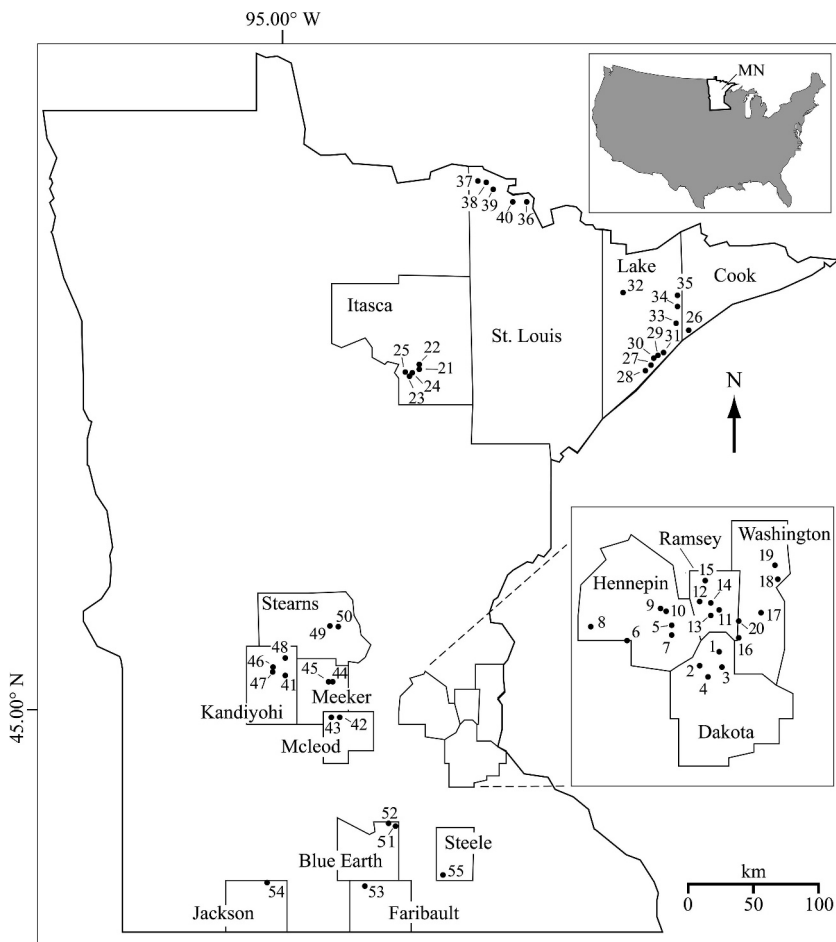 95.00° W
MN
37
38
39
40
36
Lake
Cook
32
35
34
33
26
Itasca
St. Louis
29
31
30
27
28
22
25
21
24
23
N
Ramsey
Washington
15
14
19
Hennepin
12
18
9
10
17
8
5
13
11
20
6
7
1
16
2
3
4
Dakota
Stearns
49
50
48
46
45
44
47
41
Meeker
45.00° N
Kandiyohi
43
42
Mcleod
52
51
Steele
Blue Earth
55
54
53
Jackson
Faribault
km
0
50
100